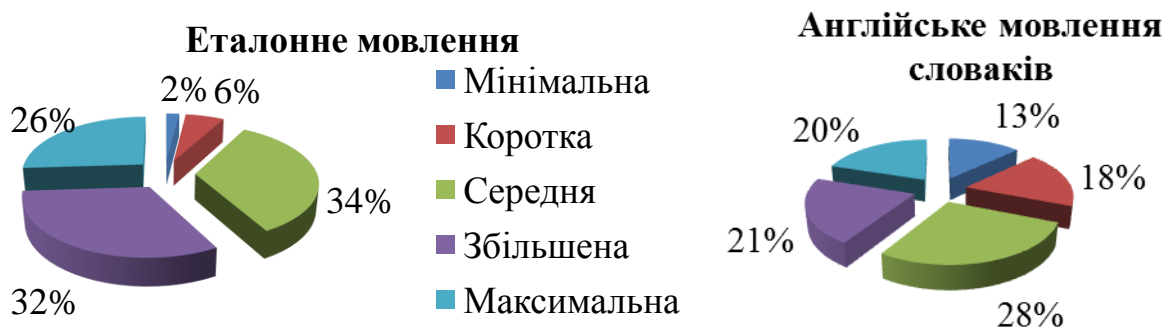 Еталонне мовлення
2%
6%
34%
32%
26%
Мінімальна
Коротка
Середня
Збільшена
Максимальна
Англійське мовлення
словаків
13%
18%
28%
21%
20%